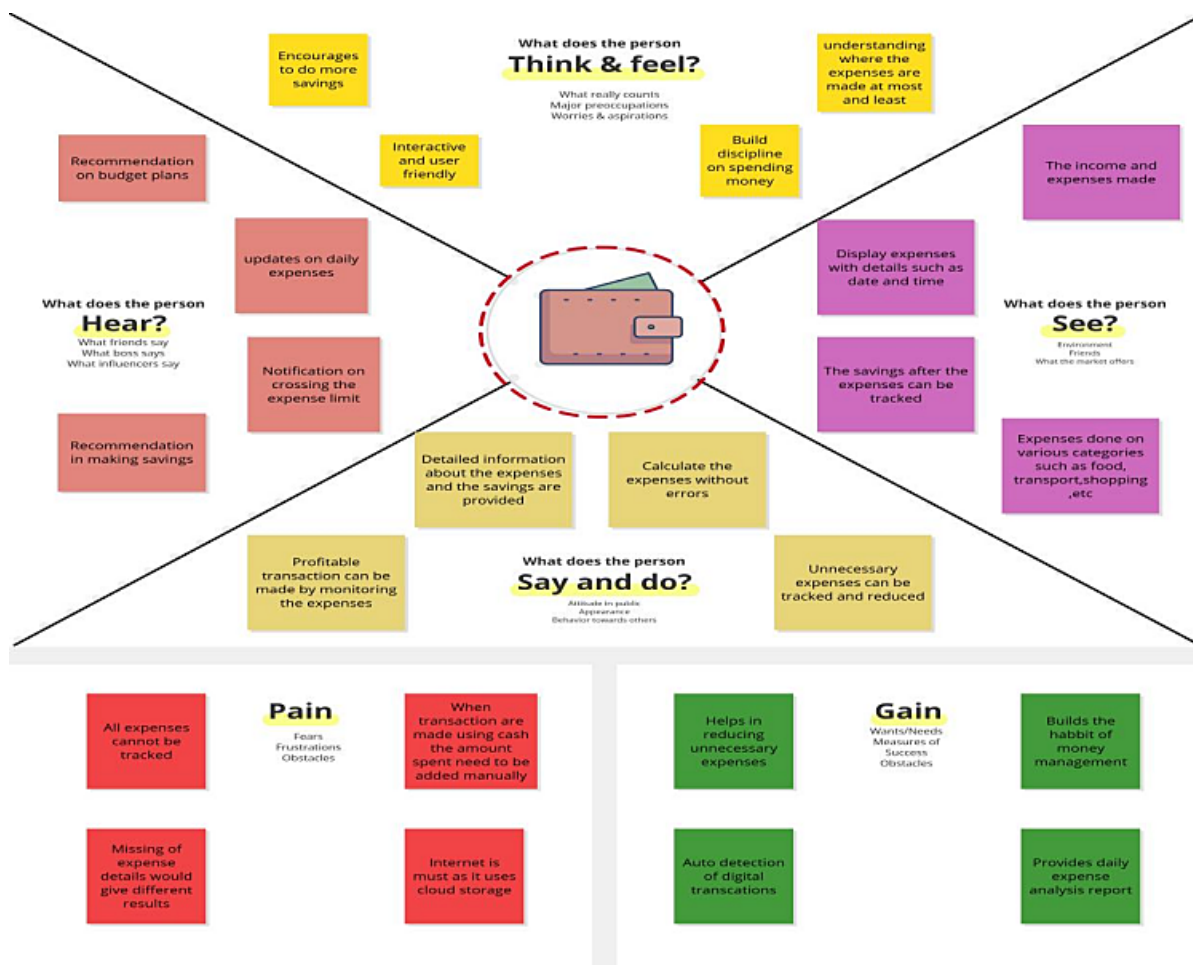 What does the person
Think & feel?
What really counts
Major preoccupations
Worries & aspirations
Encourages
to do more
savings
Interactive
and user
friendly
Build
discipline
on spending
money
understanding
where the
expenses are
made at most
and least
What does the person
Hear?
What friends say
What boss says
What influencers say
Recommendation
on budget plans
updates on daily
expenses
Notification on
crossing the
expense limit
Recommendation
in making savings
What does the person
See?
Environment
Friends
What the market offers
The income and
expenses made
Display expenses
with details such as
date and time
The savings after the
expenses can be
tracked
Expenses done on
various categories
such as food,
transport,shopping
,etc
What does the person
Say and do?
Attitude in public
Appearance
Behavior towards others
Detailed information
about the expenses
and the savings are
provided
Calculate the
expenses without
errors
Profitable
transaction can be
made by monitoring
the expenses
Unnecessary
expenses can be
tracked and reduced
Pain
Fears
Frustrations
Obstacles
All expenses
cannot be
tracked
When
transaction are
made using cash
the amount
spent need to be
added manually
Missing of
expense
details would
give different
results
Internet is
must as it uses
cloud storage
Gain
Wants/Needs
Measures of
Success
Obstacles
Helps in
reducing
unnecessary
expenses
Builds the
habbit of
money
management
Auto detection
of digital
transcations
Provides daily
expense
analysis report